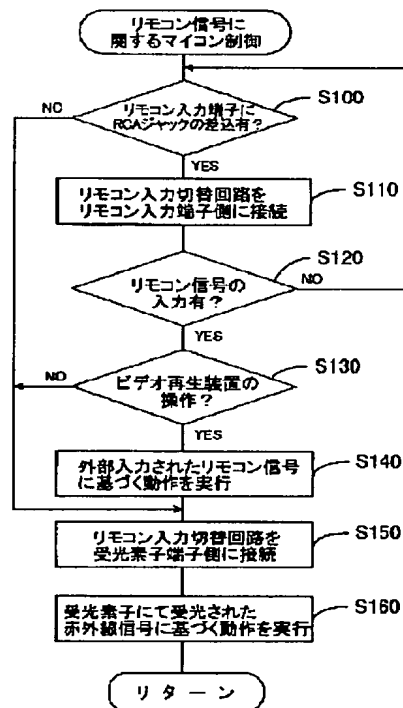 リモコン信号に
関するマイコン制御
S100
NO
リモコン入力端子に
RCAジャックの差込有?
YES
S110
リモコン入力切替回路を
リモコン入力端子側に接続
S120
リモコン信号の
入力有?
NO
YES
S130
NO
ビデオ再生装置の
操作?
YES
S140
外部入力されたリモコン信号
に基づく動作を実行
S150
リモコン入力切替回路を
受光素子端子側に接続
S160
受光素子にて受光された
赤外線信号に基づく動作を実行
リターン